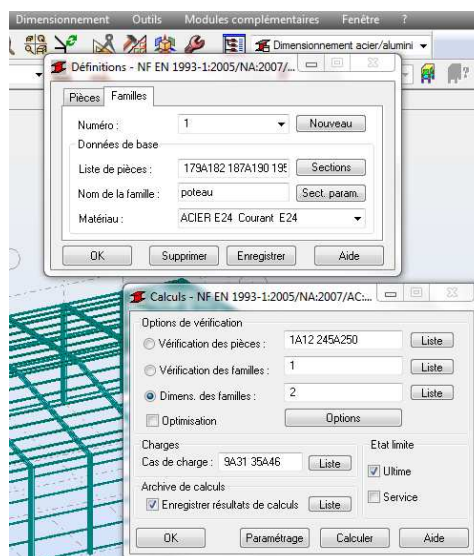 Dimensionnement Outils Modules complémentaires Fenêtre ?
Dimensionnement acier/alumini
Définitions - NF EN 1993-1:2005/NA:2007/...
Pièces Familles
Numéro : 1 Nouveau
Données de base
Liste de pièces : 179A182 187A190 195 Sections
Nom de la famille : poteau Sect. param.
Matériau : ACIER E24 Courant E24
OK Supprimer Enregistrer Aide
Calculs - NF EN 1993-1:2005/NA:2007/AC:...
Options de vérification
Vérification des pièces : 1A12 245A250 Liste
Vérification des familles : 1 Liste
Dimens. des familles : 2 Liste
Optimisation Options
Charges Etat limite
Cas de charge : 9A31 35A46 Liste Ultime
Archive de calculs
Enregistrer résultats de calculs Liste Service
OK Paramétrage Calculer Aide